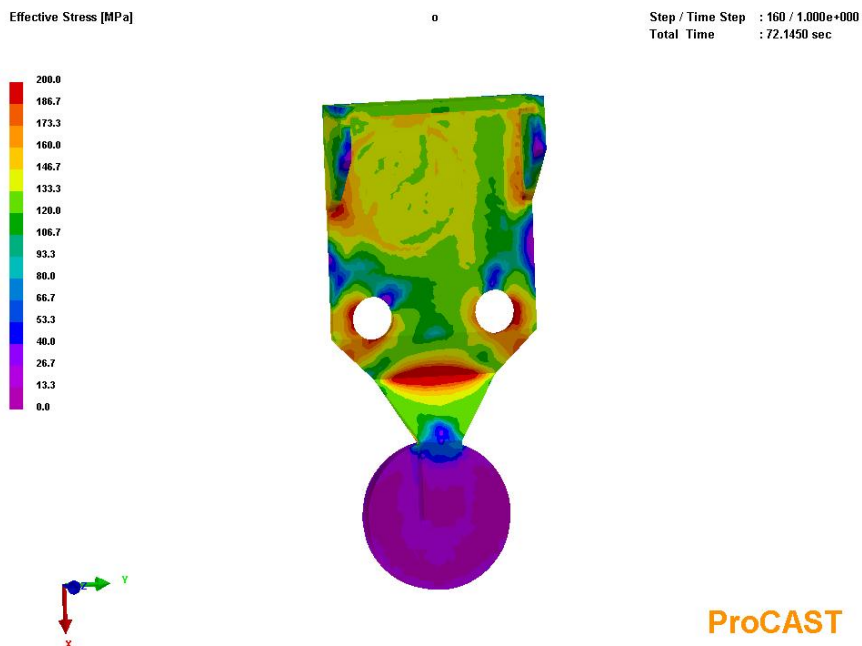 Effective Stress [MPa]
o
Step / Time Step : 160 / 1.000e+000
Total Time : 72.1450 sec
200.0
186.7
173.3
160.0
146.7
133.3
120.0
106.7
93.3
80.0
66.7
53.3
40.0
26.7
13.3
0.0
Z
Y
X
ProCAST